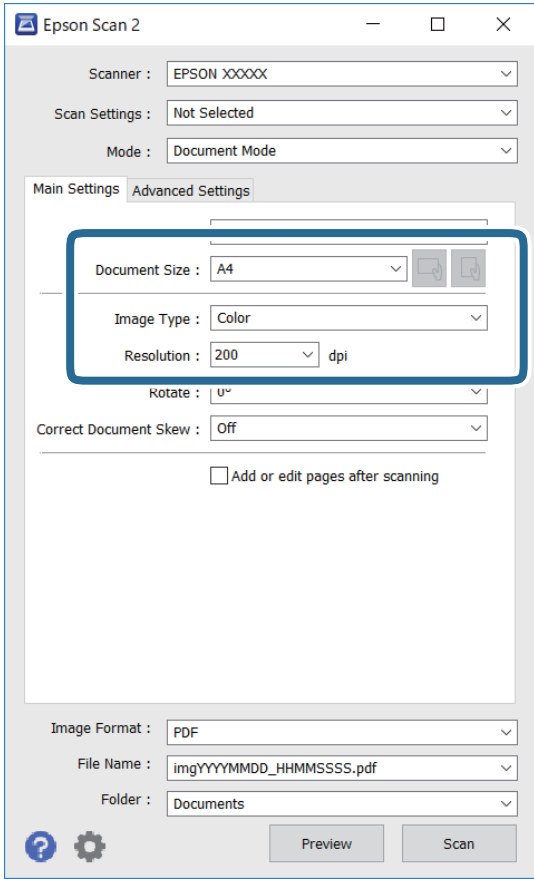 Epson Scan 2
Scanner : EPSON XXXXX
Scan Settings : Not Selected
Mode : Document Mode
Main Settings Advanced Settings
Document Size : A4
Image Type : Color
Resolution : 200 dpi
Rotate : 0°
Correct Document Skew : Off
Add or edit pages after scanning
Image Format : PDF
File Name : imgYYYYMMDD_HHMMSSSS.pdf
Folder : Documents
? Preview Scan